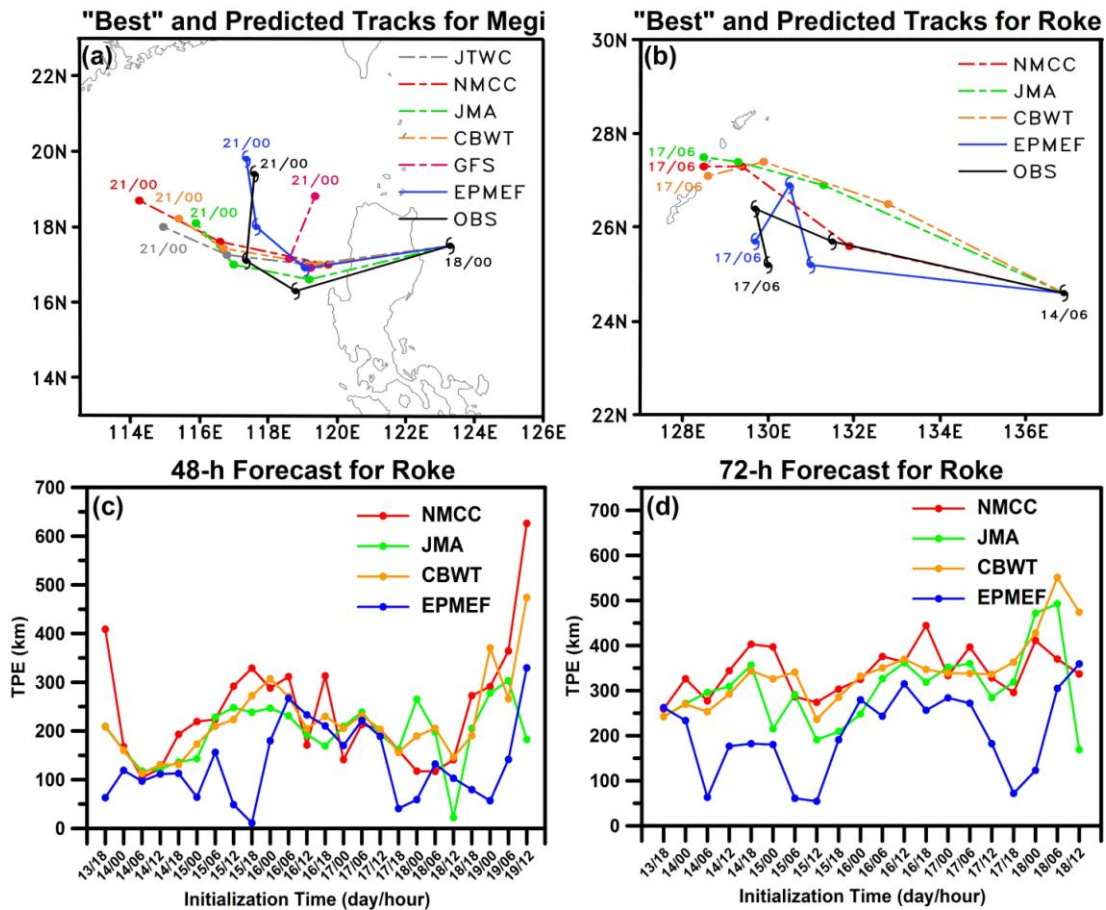 "Best" and Predicted Tracks for Megi
(a)
JTWC
NMCC
JMA
CBWT
GFS
EPMEF
OBS
22N
20N
18N
16N
14N
21/00
21/00
21/00
21/00
21/00
21/00
21/00
18/00
114E 116E 118E 120E 122E 124E 126E
"Best" and Predicted Tracks for Roke
(b)
NMCC
JMA
CBWT
EPMEF
OBS
30N
28N
26N
24N
22N
17/06
17/06
17/06
17/06
17/06
14/06
128E 130E 132E 134E 136E
48-h Forecast for Roke
(c)
NMCC
JMA
CBWT
EPMEF
TPE (km)
700
600
500
400
300
200
100
0
13/18 14/00 14/06 14/12 14/18 15/00 15/06 15/12 15/18 16/00 16/06 16/12 16/18 17/00 17/06 17/12 17/18 18/00 18/06 18/12 18/18 19/00 19/06 19/12
Initialization Time (day/hour)
72-h Forecast for Roke
(d)
NMCC
JMA
CBWT
EPMEF
TPE (km)
700
600
500
400
300
200
100
0
13/18 14/00 14/06 14/12 14/18 15/00 15/06 15/12 15/18 16/00 16/06 16/12 16/18 17/00 17/06 17/12 17/18 18/00 18/06 18/12
Initialization Time (day/hour)